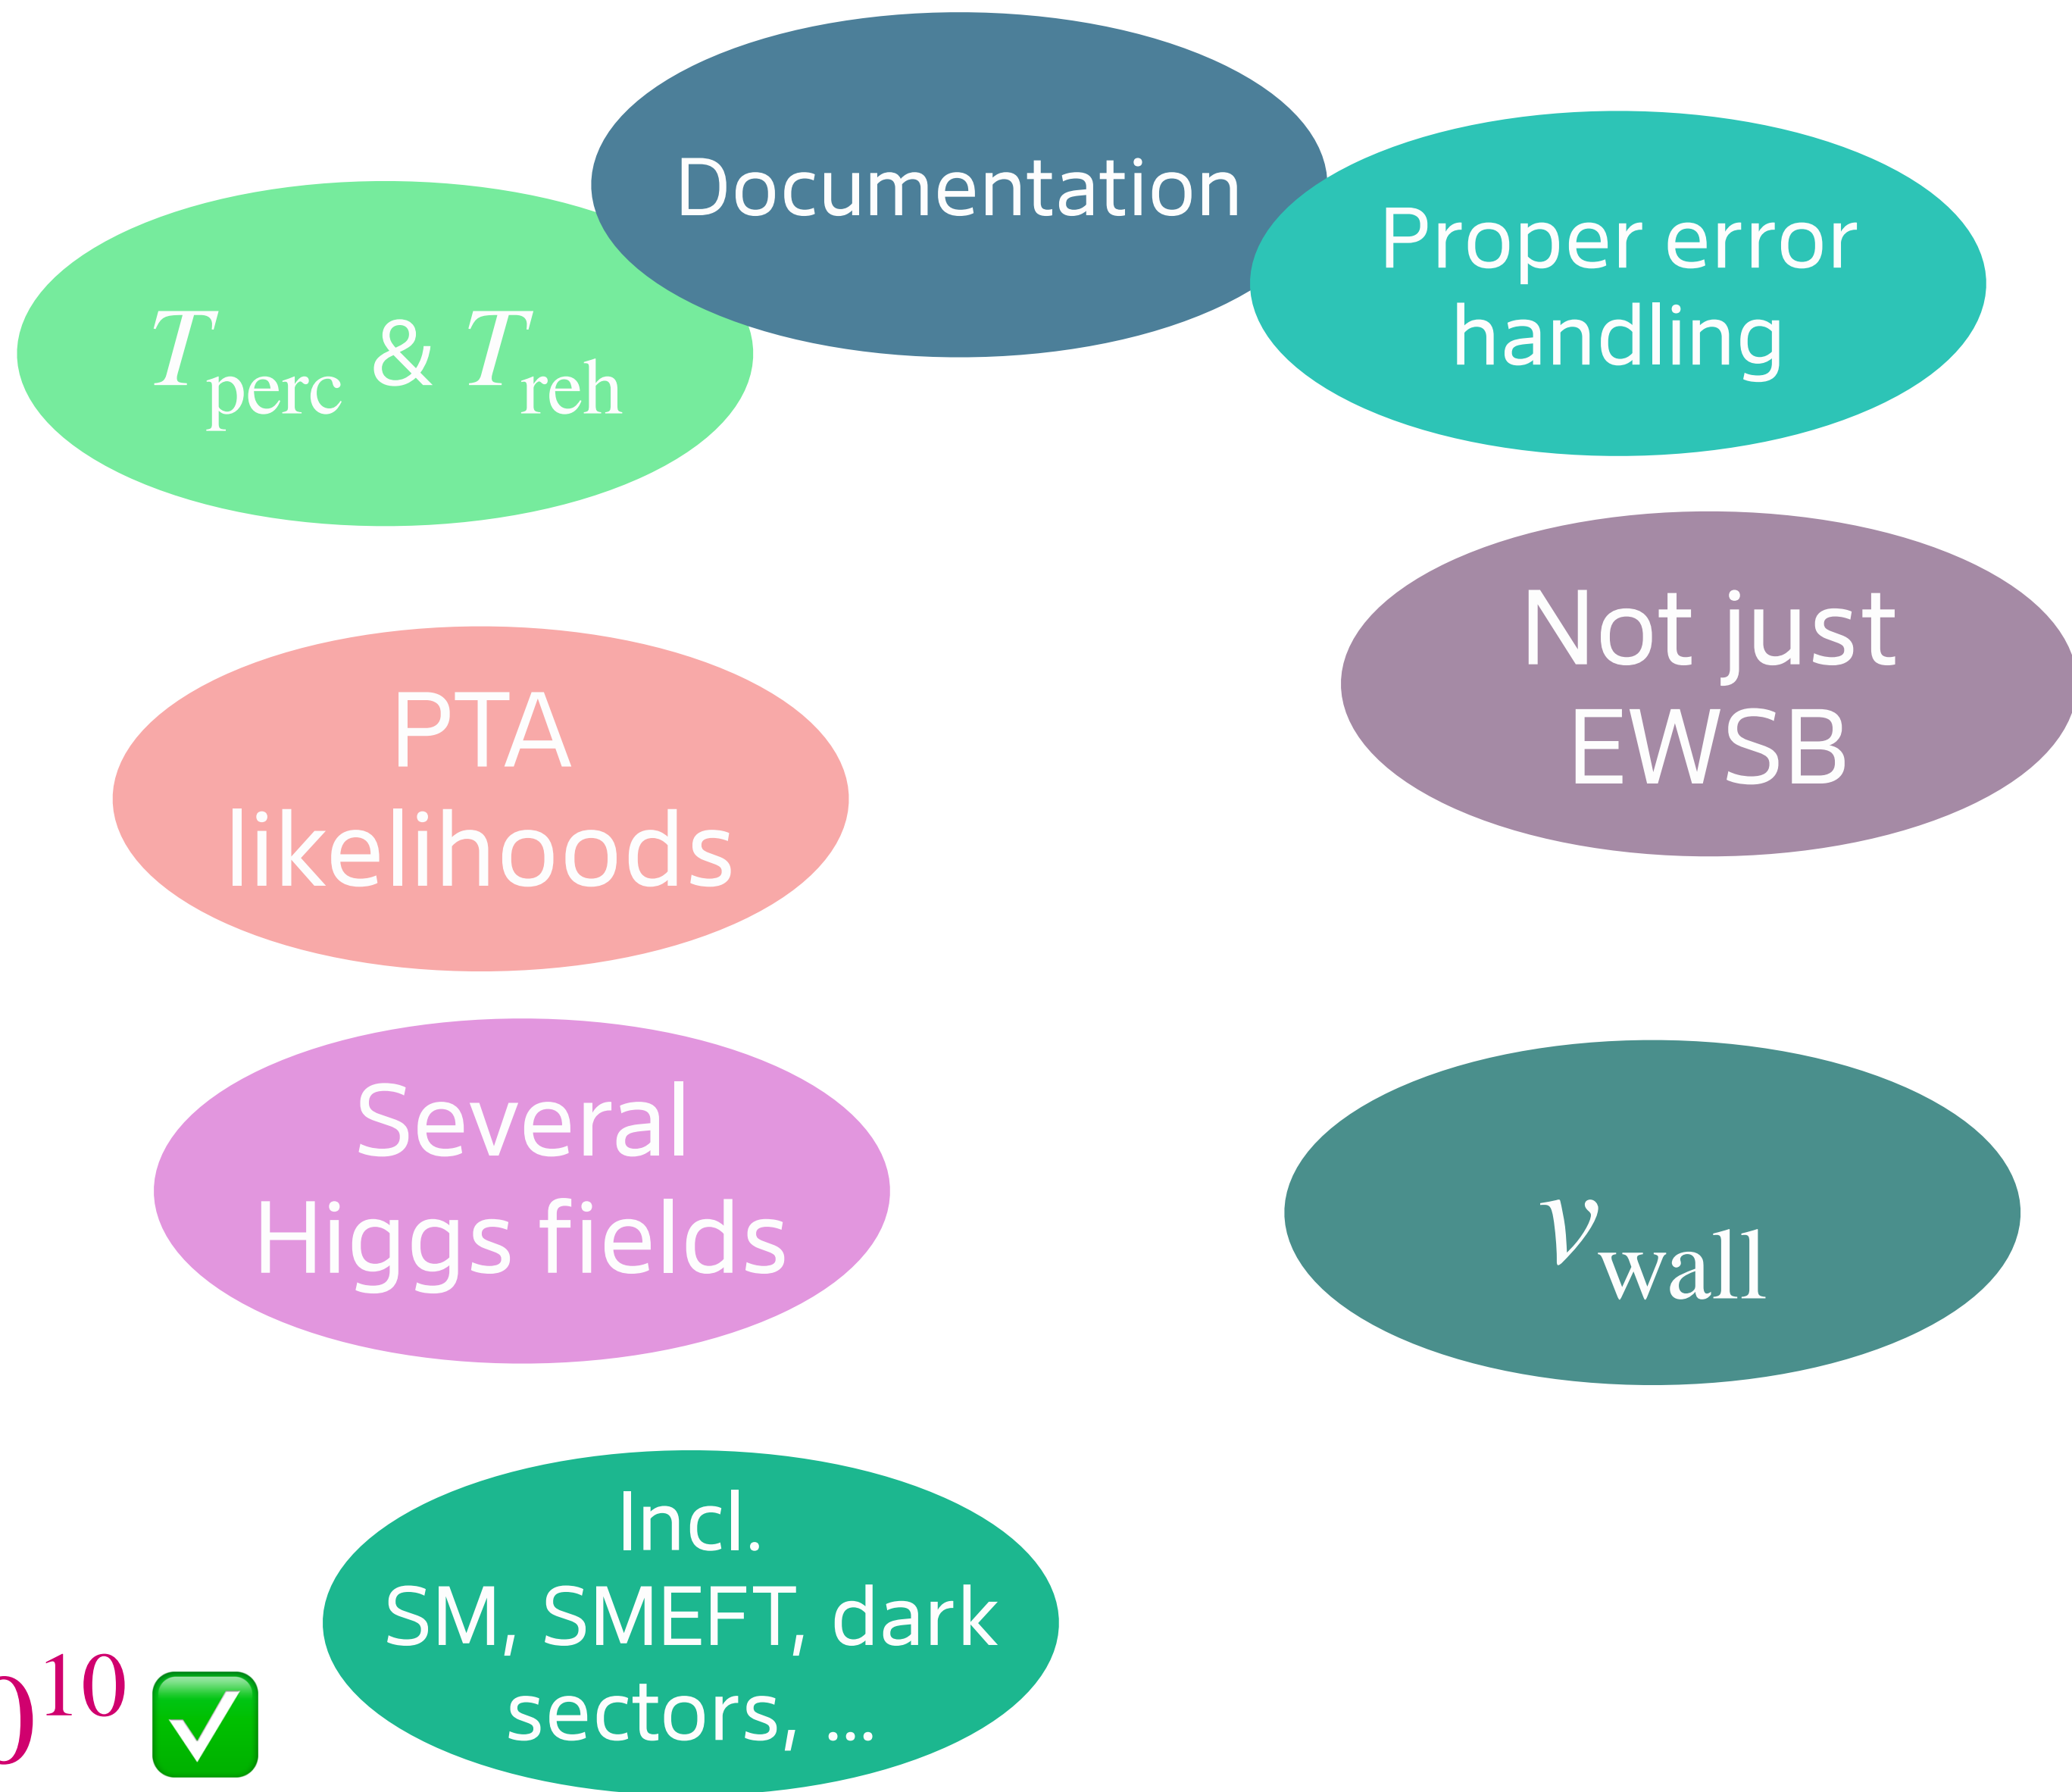 Documentation
Proper error
handling
T_perc & T_reh
Not just
EWSB
PTA
likelihoods
Several
Higgs fields
v_wall
Incl.
SM, SMEFT, dark
sectors, ...
0^10 ✅